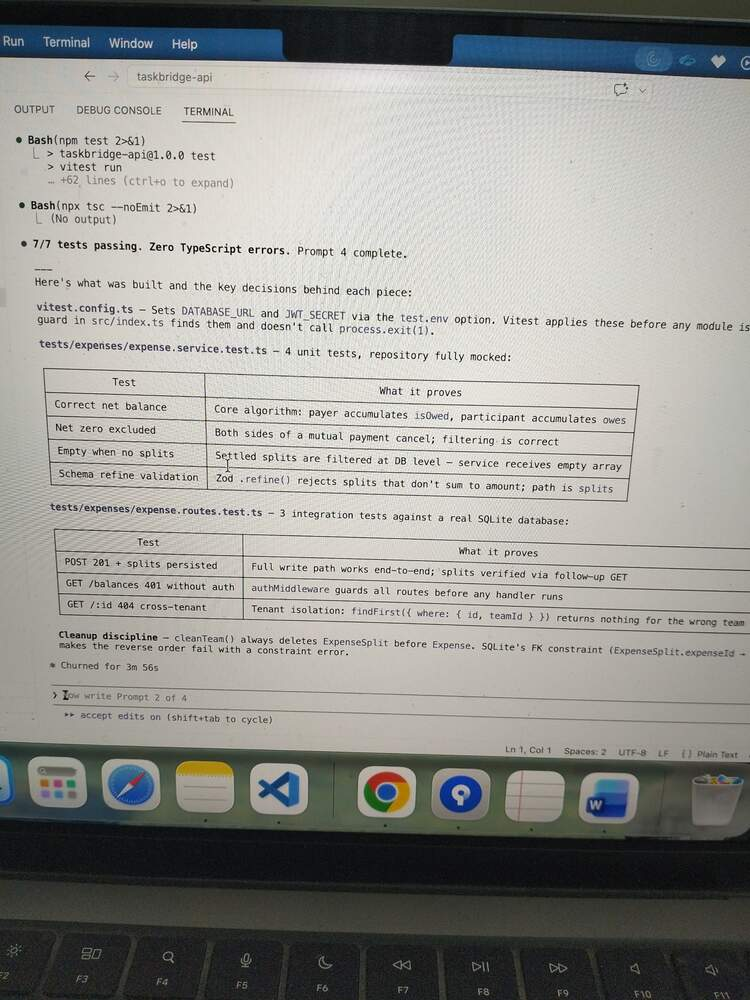 Run Terminal Window Help
← → taskbridge-api
OUTPUT DEBUG CONSOLE TERMINAL
● Bash(npm test 2>&1)
⎿ > taskbridge-api@1.0.0 test
> vitest run
… +62 lines (ctrl+o to expand)
● Bash(npx tsc --noEmit 2>&1)
⎿ (No output)
● 7/7 tests passing. Zero TypeScript errors. Prompt 4 complete.
———
Here's what was built and the key decisions behind each piece:
vitest.config.ts — Sets DATABASE_URL and JWT_SECRET via the test.env option. Vitest applies these before any module is
guard in src/index.ts finds them and doesn't call process.exit(1).
tests/expenses/expense.service.test.ts — 4 unit tests, repository fully mocked:
Test What it proves
Correct net balance Core algorithm: payer accumulates isOwed, participant accumulates owes
Net zero excluded Both sides of a mutual payment cancel; filtering is correct
Empty when no splits Settled splits are filtered at DB level — service receives empty array
Schema refine validation Zod .refine() rejects splits that don't sum to amount; path is splits
tests/expenses/expense.routes.test.ts — 3 integration tests against a real SQLite database:
Test What it proves
POST 201 + splits persisted Full write path works end-to-end; splits verified via follow-up GET
GET /balances 401 without auth authMiddleware guards all routes before any handler runs
GET /:id 404 cross-tenant Tenant isolation: findFirst({ where: { id, teamId } }) returns nothing for the wrong team
Cleanup discipline — cleanTeam() always deletes ExpenseSplit before Expense. SQLite's FK constraint (ExpenseSplit.expenseId →
makes the reverse order fail with a constraint error.
✻ Churned for 3m 56s
❯ now write Prompt 2 of 4
⏵⏵ accept edits on (shift+tab to cycle)
Ln 1, Col 1 Spaces: 2 UTF-8 LF {} Plain Text
W
F2 F3 F4 F5 F6 F7 F8 F9 F10 F11